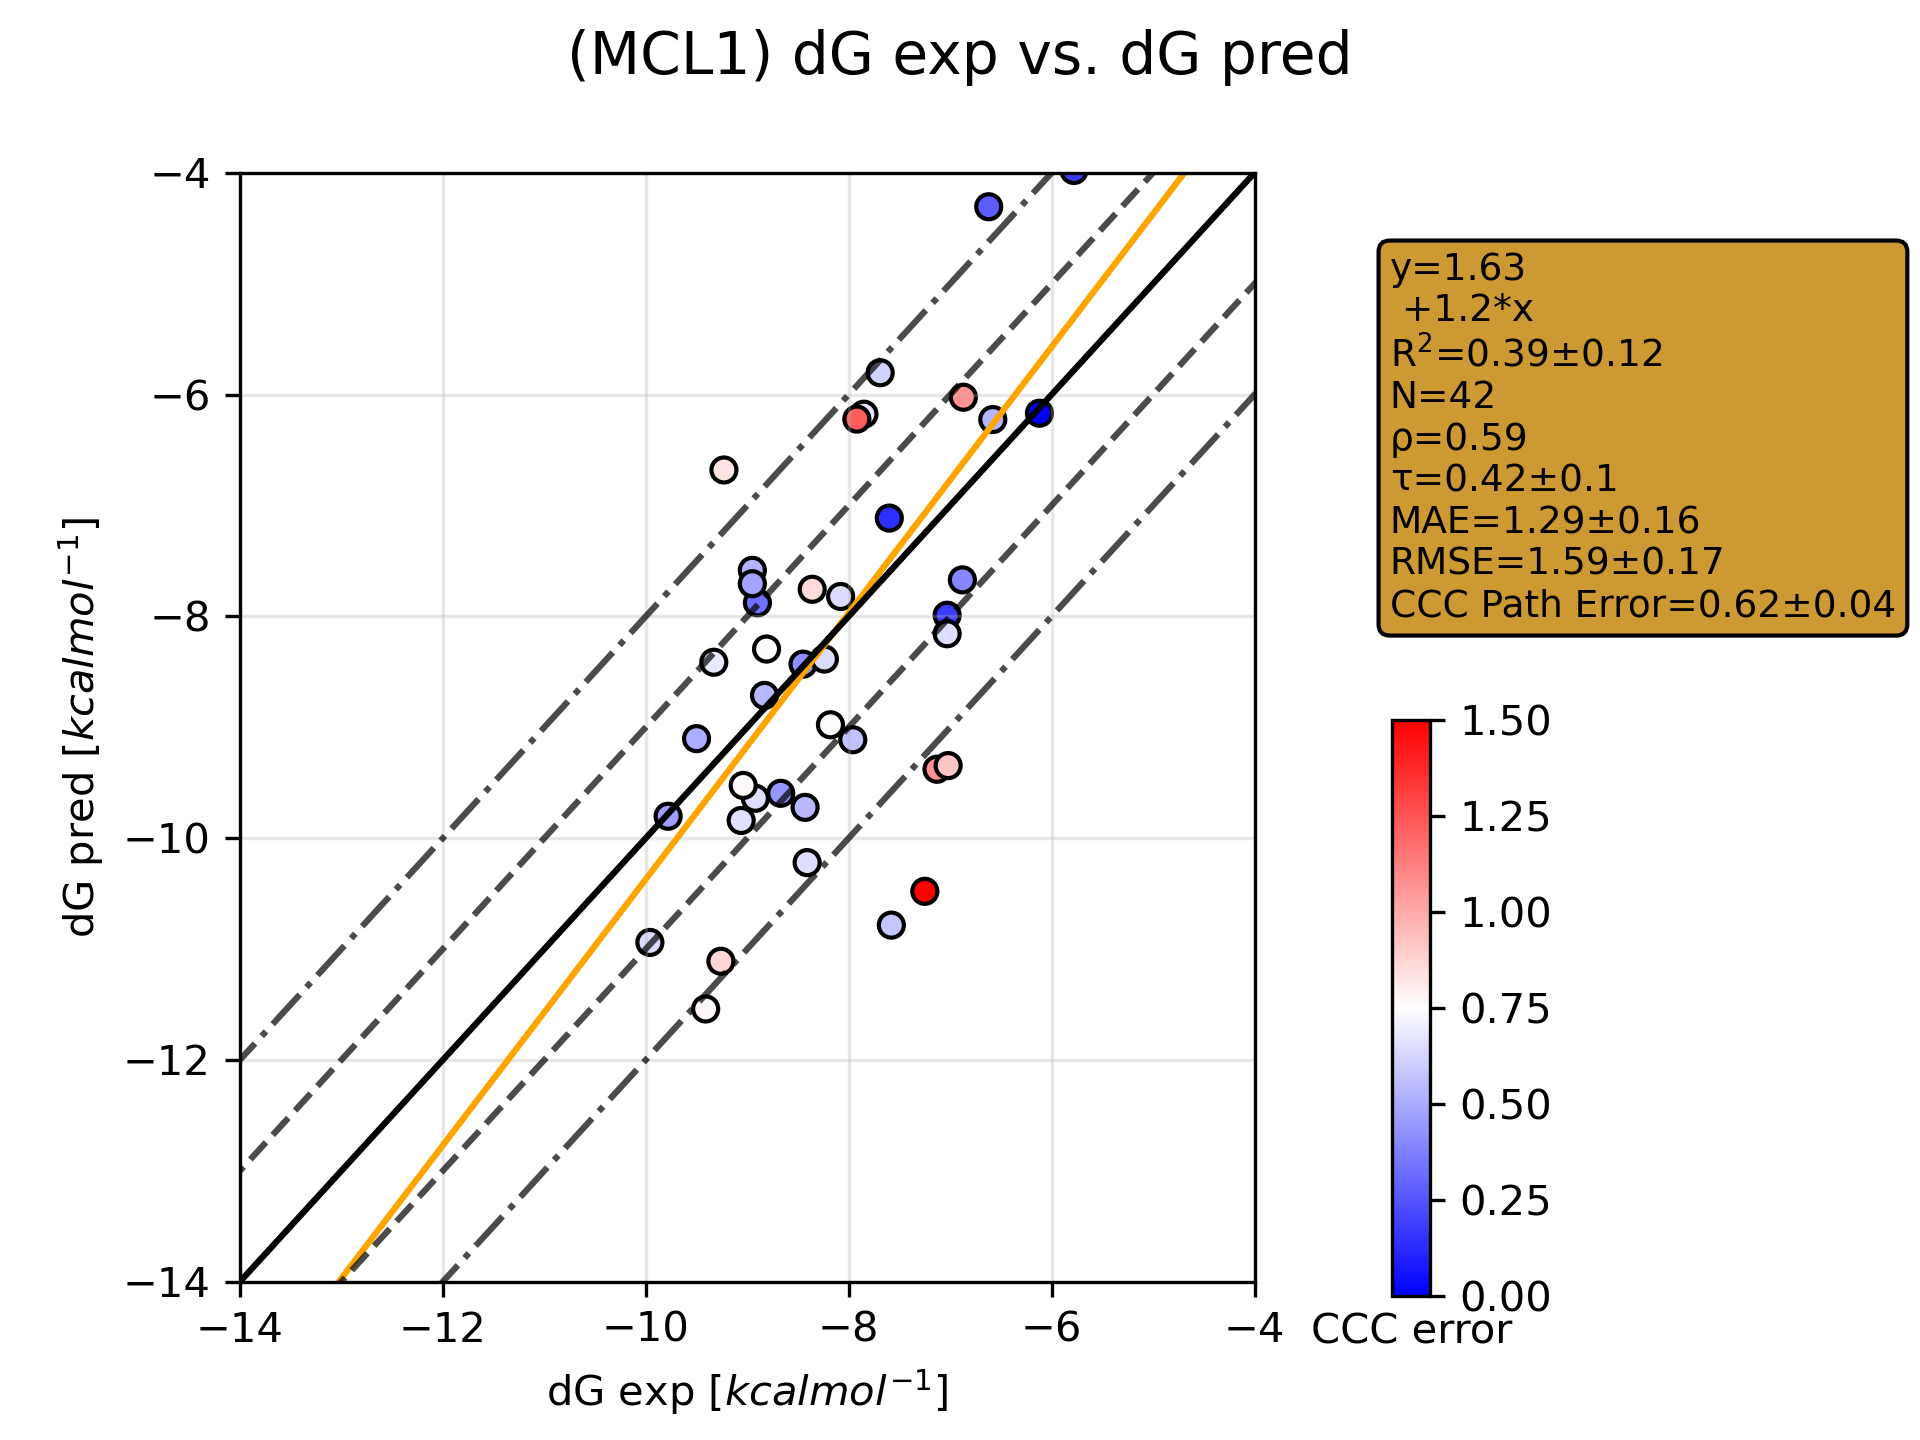 (MCL1) dG exp vs. dG pred
−4
−6
−8
−10
−12
−14
dG pred [kcalmol⁻¹]
−14
−12
−10
−8
−6
−4
dG exp [kcalmol⁻¹]
y=1.63
+1.2*x
R²=0.39±0.12
N=42
ρ=0.59
τ=0.42±0.1
MAE=1.29±0.16
RMSE=1.59±0.17
CCC Path Error=0.62±0.04
1.50
1.25
1.00
0.75
0.50
0.25
0.00
CCC error